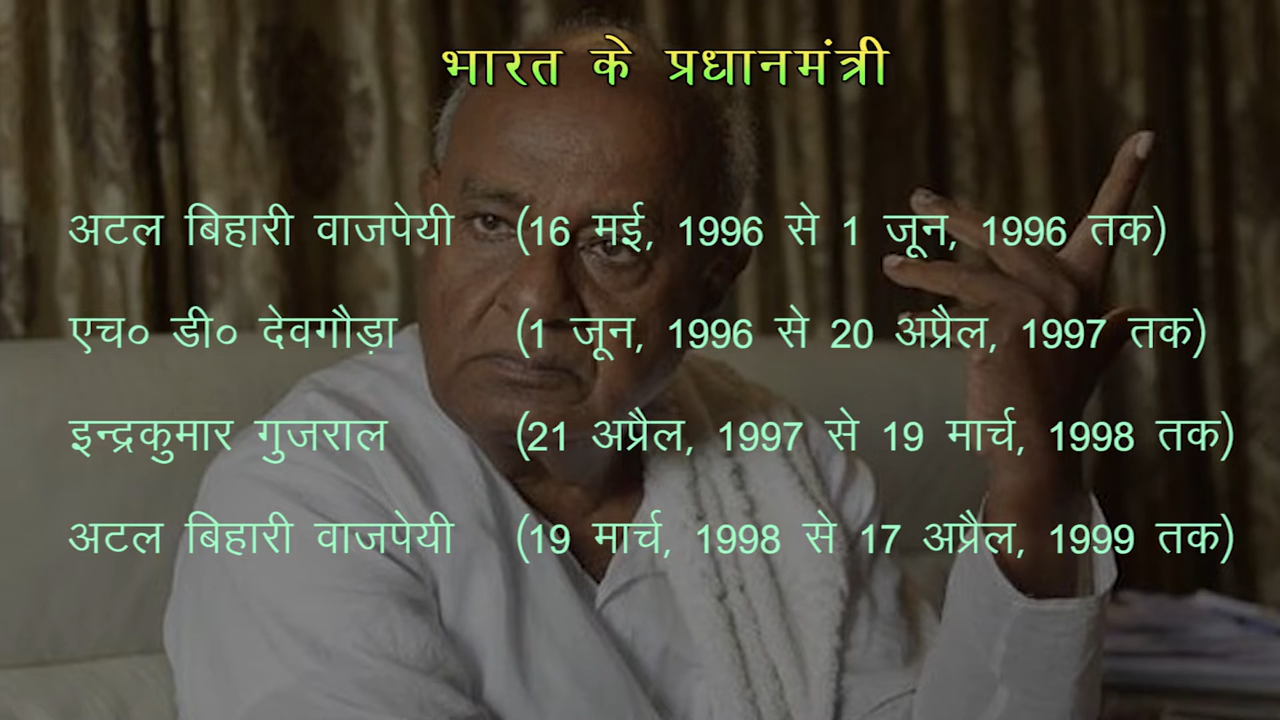 भारत के प्रधानमंत्री
अटल बिहारी वाजपेयी (16 मई, 1996 से 1 जून, 1996 तक)
एच० डी० देवगौड़ा (1 जून, 1996 से 20 अप्रैल, 1997 तक)
इन्द्रकुमार गुजराल (21 अप्रैल, 1997 से 19 मार्च, 1998 तक)
अटल बिहारी वाजपेयी (19 मार्च, 1998 से 17 अप्रैल, 1999 तक)